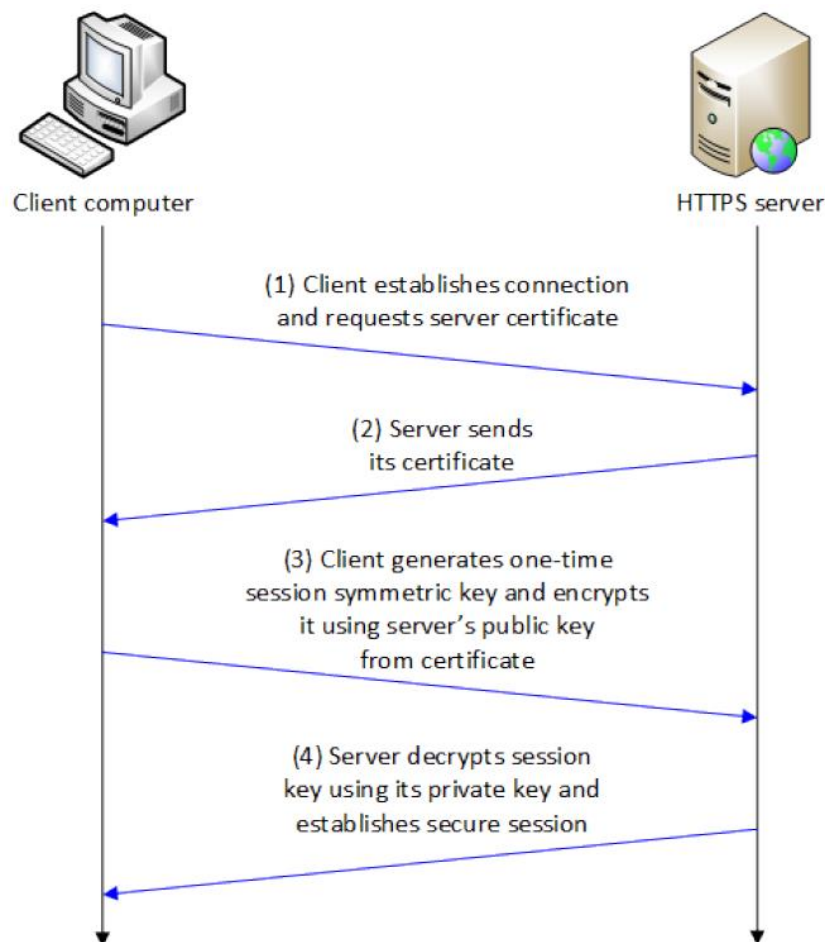 Client computer
HTTPS server
(1) Client establishes connection
and requests server certificate
(2) Server sends
its certificate
(3) Client generates one-time
session symmetric key and encrypts
it using server's public key
from certificate
(4) Server decrypts session
key using its private key and
establishes secure session